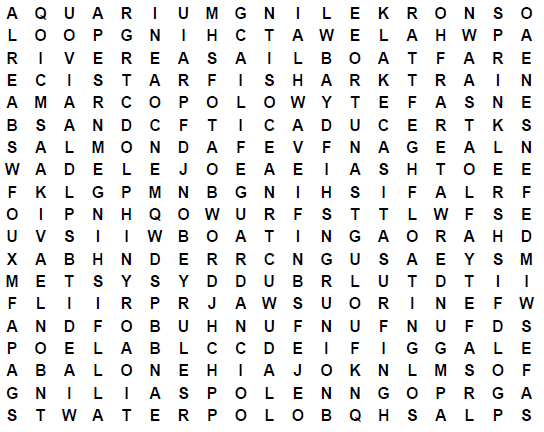 A Q U A R I U M G N I L E K R O N S O
L O O P G N I H C T A W E L A H W P A
R I V E R E A S A I L B O A T F A R E
E C I S T A R F I S H A R K T R A I N
A M A R C O P O L O W Y T E F A S N E
B S A N D C F T I C A D U C E R T K S
S A L M O N D A F E V F N A G E A L N
W A D E L E J O E A E I A S H T O E E
F K L G P M N B G N I H S I F A L R F
O I P N H Q O W U R F S T T L W F S E
U V S I I W B O A T I N G A O R A H D
X A B H N D E R R C N G U S A E Y S M
M E T S Y S Y D D U B R L U T D T I I
F L I I R P R J A W S U O R I N E F W
A N D F O B U H N U F N U F N U F D S
P O E L A B L C C D E I F I G G A L E
A B A L O N E H I A J O K N L M S O F
G N I L I A S P O L E N N G O P R G A
S T W A T E R P O L O B Q H S A L P S